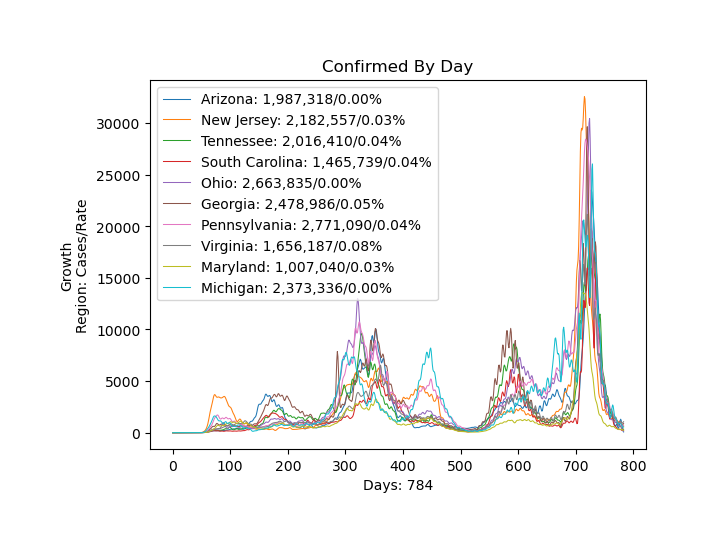 Confirmed By Day
Arizona: 1,987,318/0.00%
New Jersey: 2,182,557/0.03%
Tennessee: 2,016,410/0.04%
South Carolina: 1,465,739/0.04%
Ohio: 2,663,835/0.00%
Georgia: 2,478,986/0.05%
Pennsylvania: 2,771,090/0.04%
Virginia: 1,656,187/0.08%
Maryland: 1,007,040/0.03%
Michigan: 2,373,336/0.00%
Growth
Region: Cases/Rate
30000
25000
20000
15000
10000
5000
0
0 100 200 300 400 500 600 700 800
Days: 784